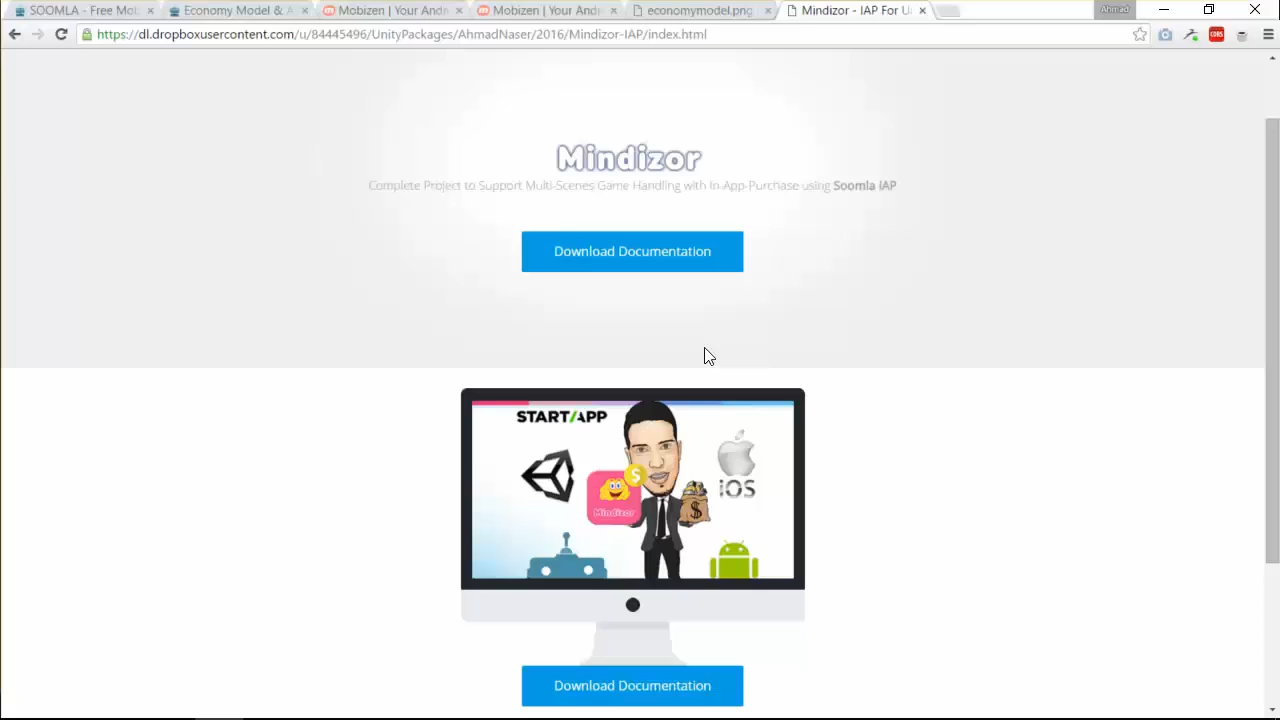 SOOMLA - Free Mob
Economy Model & A
Mobizen | Your Andr
Mobizen | Your Andr
economymodel.png
Mindizor - IAP For U
Ahmad
https://dl.dropboxusercontent.com/u/84445496/UnityPackages/AhmadNaser/2016/Mindizor-IAP/index.html
CORS
Mindizor
Complete Project to Support Multi-Scenes Game Handling with In-App-Purchase using Soomla IAP
Download Documentation
START/APP
iOS
$
Mindizor
$
Download Documentation